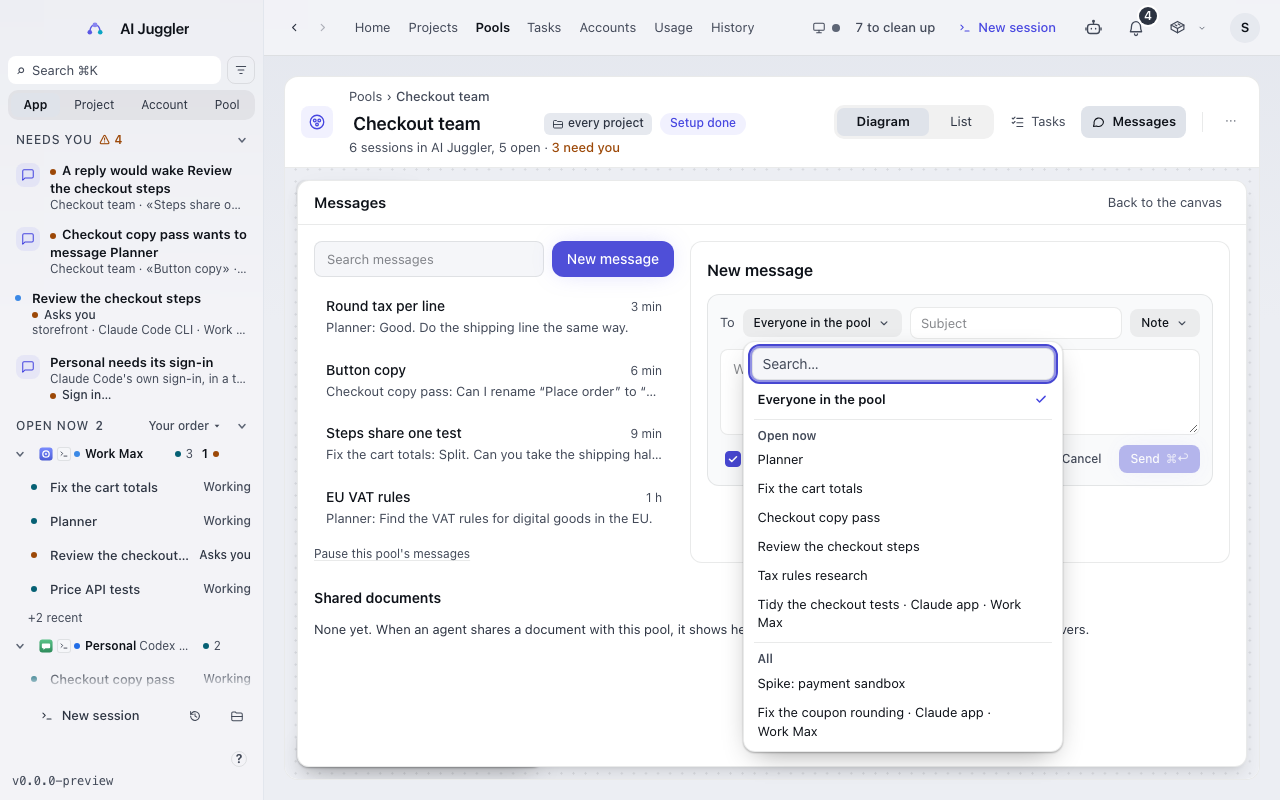 AI Juggler
Search ⌘K
App Project Account Pool
NEEDS YOU 4
A reply would wake Review
the checkout steps
Checkout team · «Steps share o…
Checkout copy pass wants to
message Planner
Checkout team · «Button copy» ·…
Review the checkout steps
Asks you
storefront · Claude Code CLI · Work …
Personal needs its sign-in
Claude Code's own sign-in, in a t…
Sign in…
OPEN NOW 2 Your order
Work Max 3 1
Fix the cart totals Working
Planner Working
Review the checkout… Asks you
Price API tests Working
+2 recent
Personal Codex … 2
Checkout copy pass Working
New session
?
v0.0.0-preview
Home Projects Pools Tasks Accounts Usage History
7 to clean up
New session
4
S
Pools › Checkout team
Checkout team every project Setup done
6 sessions in AI Juggler, 5 open · 3 need you
Diagram List Tasks Messages ···
Messages
Back to the canvas
Search messages New message
Round tax per line 3 min
Planner: Good. Do the shipping line the same way.
Button copy 6 min
Checkout copy pass: Can I rename “Place order” to “…
Steps share one test 9 min
Fix the cart totals: Split. Can you take the shipping hal…
EU VAT rules 1 h
Planner: Find the VAT rules for digital goods in the EU.
Pause this pool's messages
Shared documents
None yet. When an agent shares a document with this pool, it shows
New message
To Everyone in the pool Subject Note
Cancel Send ⌘↩
Search…
Everyone in the pool
Open now
Planner
Fix the cart totals
Checkout copy pass
Review the checkout steps
Tax rules research
Tidy the checkout tests · Claude app · Work
Max
All
Spike: payment sandbox
Fix the coupon rounding · Claude app ·
Work Max